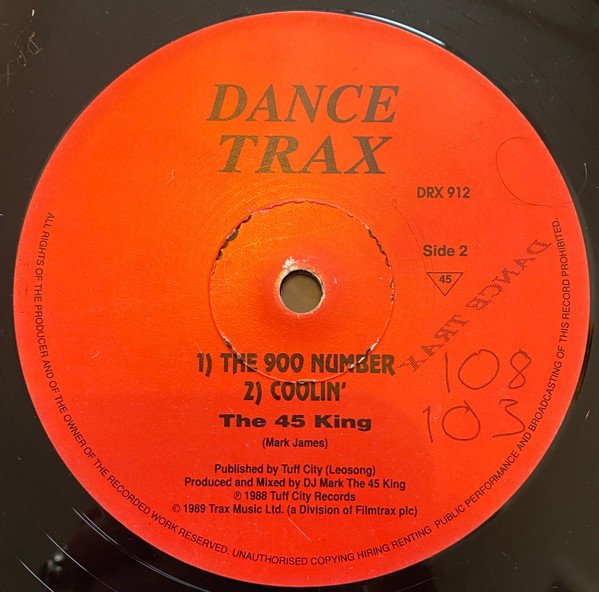 DANCE
TRAX
DRX 912
Side 2
45
DANCE TRAX
108
103
1) THE 900 NUMBER
2) COOLIN'
The 45 King
(Mark James)
Published by Tuff City (Leosong)
Produced and Mixed by DJ Mark The 45 King
℗ 1988 Tuff City Records
© 1989 Trax Music Ltd. (a Division of Filmtrax plc)
ALL RIGHTS OF THE PRODUCER AND OF THE OWNER OF THE RECORDED WORK RESERVED. UNAUTHORISED COPYING HIRING RENTING PUBLIC PERFORMANCE AND BROADCASTING OF THIS RECORD PROHIBITED.
DRX